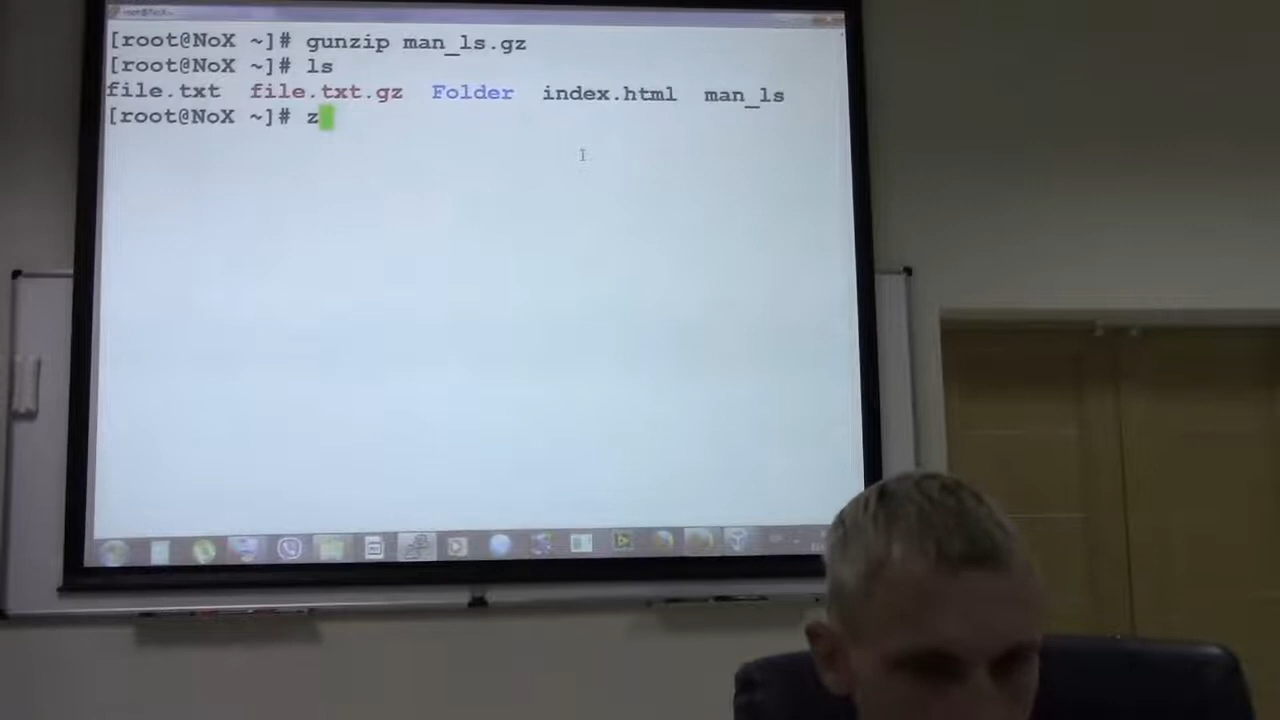 [root@NoX ~]# gunzip man_ls.gz
[root@NoX ~]# ls
file.txt  file.txt.gz  Folder  index.html  man_ls
[root@NoX ~]# z